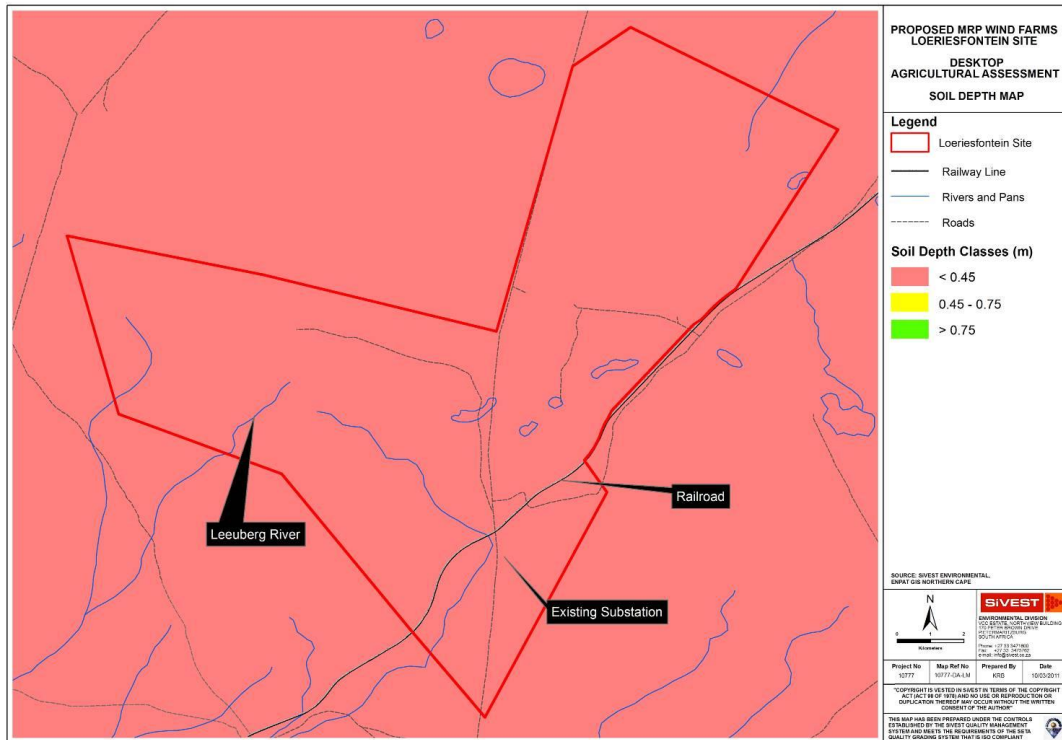 PROPOSED MRP WIND FARMS
LOERIESFONTEIN SITE
DESKTOP
AGRICULTURAL ASSESSMENT
SOIL DEPTH MAP
Legend
Loeriesfontein Site
Railway Line
Rivers and Pans
Roads
Soil Depth Classes (m)
< 0.45
0.45 - 0.75
> 0.75
Leeuberg River
Railroad
Existing Substation
SOURCE: SiVEST ENVIRONMENTAL,
ENPAT GIS NORTHERN CAPE
N
0 1 2
Kilometers
SiVEST
ENVIRONMENTAL DIVISION
SOUTH AFRICA
Project No
Map Ref No
Prepared By
Date
10777
KRB
10/03/2011
"COPYRIGHT IS VESTED IN SIVEST IN TERMS OF THE COPYRIGHT
ACT (ACT 98 OF 1978) AND NO USE OR REPRODUCTION OR
DUPLICATION THEREOF MAY OCCUR WITHOUT THE WRITTEN
CONSENT OF THE AUTHOR"
THIS MAP HAS BEEN PREPARED UNDER THE CONTROLS
ESTABLISHED BY THE SIVEST QUALITY MANAGEMENT
SYSTEM AND MEETS THE REQUIREMENTS OF THE SETA
QUALITY GRADING SYSTEM THAT IS ISO COMPLIANT